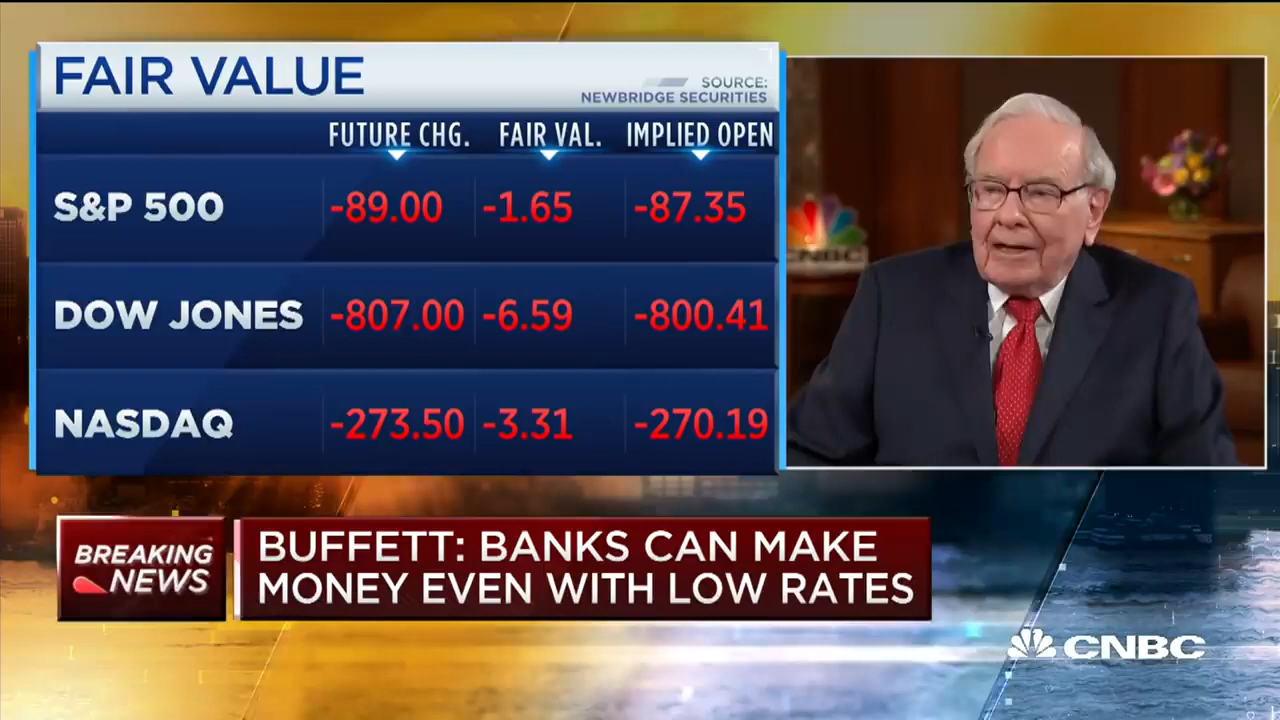 FAIR VALUE
SOURCE:
NEWBRIDGE SECURITIES
FUTURE CHG. FAIR VAL. IMPLIED OPEN
S&P 500 -89.00 -1.65 -87.35
DOW JONES -807.00 -6.59 -800.41
NASDAQ -273.50 -3.31 -270.19
CNBC
BREAKING
NEWS
BUFFETT: BANKS CAN MAKE
MONEY EVEN WITH LOW RATES
CNBC